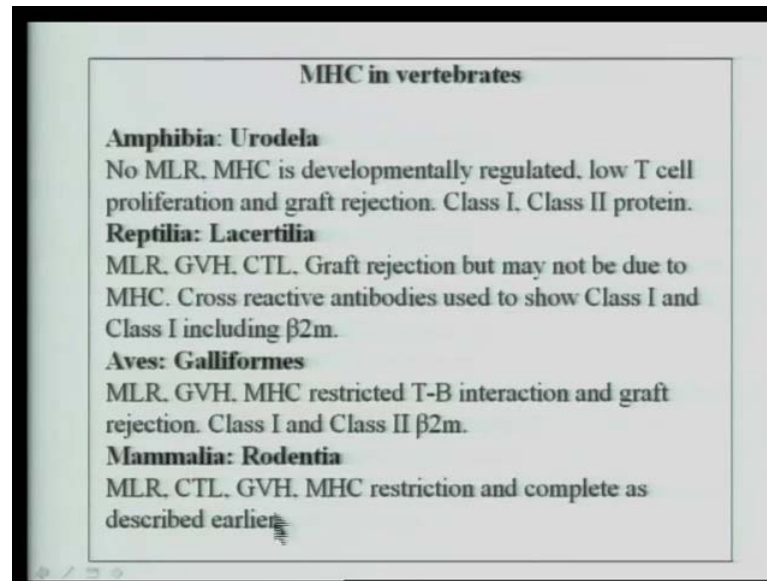 MHC in vertebrates
Amphibia: Urodela
No MLR. MHC is developmentally regulated. low T cell
proliferation and graft rejection. Class I. Class II protein.
Reptilia: Lacertilia
MLR. GVH. CTL. Graft rejection but may not be due to
MHC. Cross reactive antibodies used to show Class I and
Class I including β2m.
Aves: Galliformes
MLR. GVH. MHC restricted T-B interaction and graft
rejection. Class I and Class II β2m.
Mammalia: Rodentia
MLR. CTL. GVH. MHC restriction and complete as
described earlier.